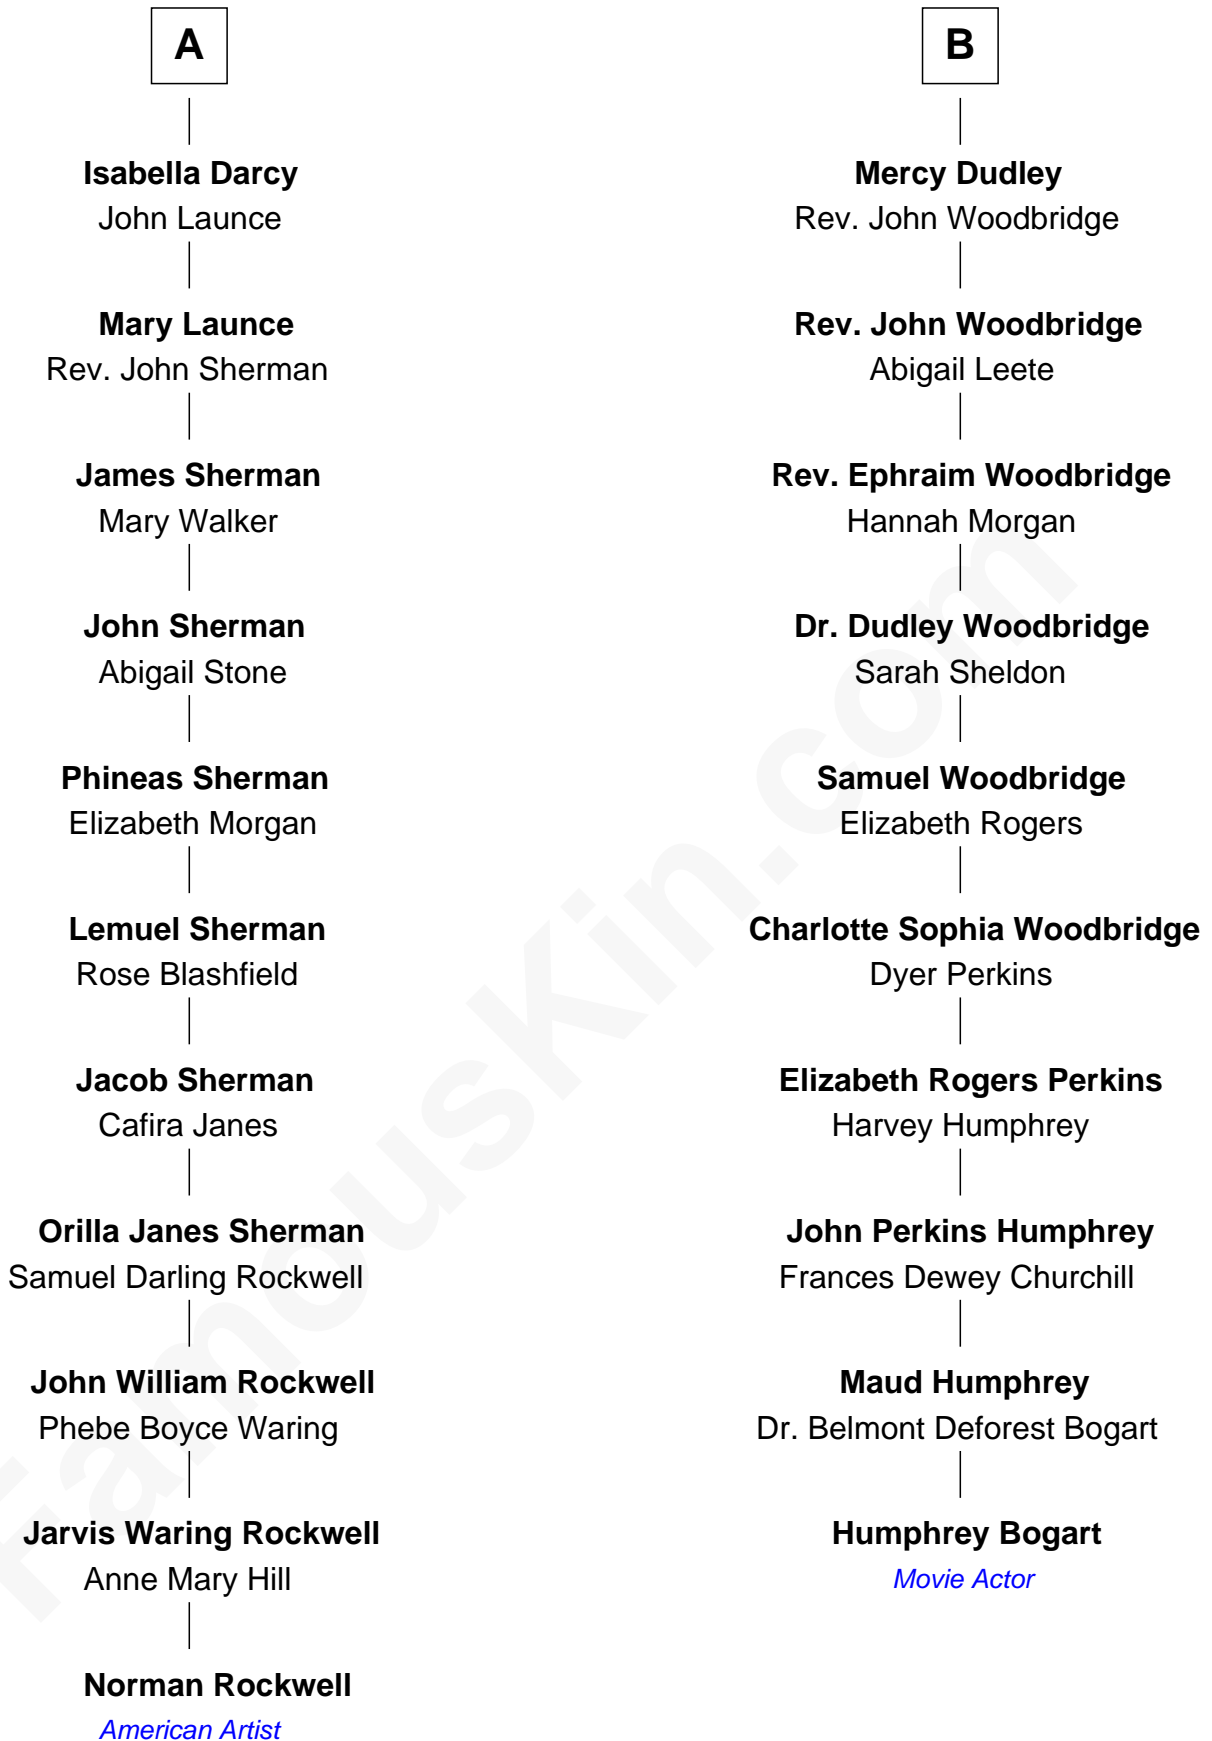 A
Isabella Darcy
John Launce
Mary Launce
Rev. John Sherman
James Sherman
Mary Walker
John Sherman
Abigail Stone
Phineas Sherman
Elizabeth Morgan
Lemuel Sherman
Rose Blashfield
Jacob Sherman
Cafira Janes
Orilla Janes Sherman
Samuel Darling Rockwell
John William Rockwell
Phebe Boyce Waring
Jarvis Waring Rockwell
Anne Mary Hill
Norman Rockwell
American Artist
B
Mercy Dudley
Rev. John Woodbridge
Rev. John Woodbridge
Abigail Leete
Rev. Ephraim Woodbridge
Hannah Morgan
Dr. Dudley Woodbridge
Sarah Sheldon
Samuel Woodbridge
Elizabeth Rogers
Charlotte Sophia Woodbridge
Dyer Perkins
Elizabeth Rogers Perkins
Harvey Humphrey
John Perkins Humphrey
Frances Dewey Churchill
Maud Humphrey
Dr. Belmont Deforest Bogart
Humphrey Bogart
Movie Actor
FamousKin.com